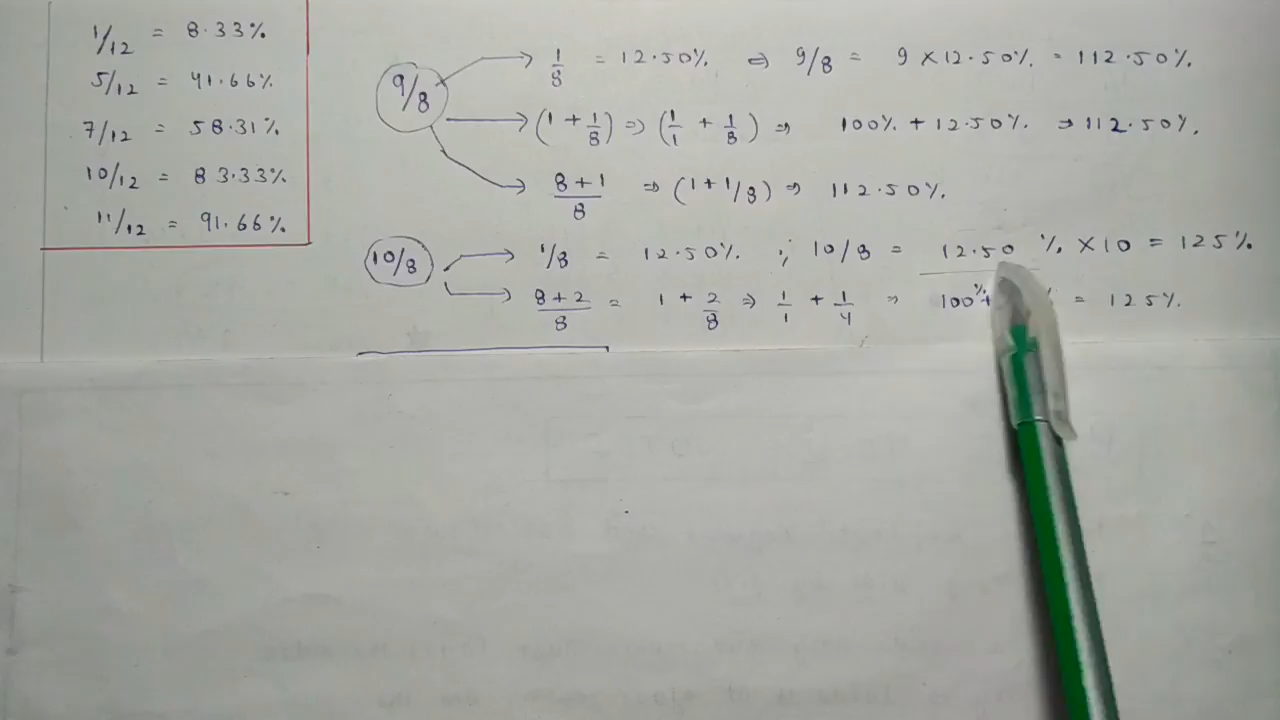 1/12 = 8.33%
5/12 = 41.66%
7/12 = 58.31%
10/12 = 83.33%
11/12 = 91.66%
9/8 → 1/8 = 12.50% ⇒ 9/8 = 9 × 12.50% = 112.50%.
→ (1 + 1/8) ⇒ (1/1 + 1/8) ⇒ 100% + 12.50% ⇒ 112.50%.
→ 8+1/8 ⇒ (1 + 1/8) ⇒ 112.50%.
10/8 → 1/8 = 12.50%. ; 10/8 = 12.50 % × 10 = 125%
→ 8+2/8 = 1 + 2/8 ⇒ 1/1 + 1/4 ⇒ 100% + % = 125%.